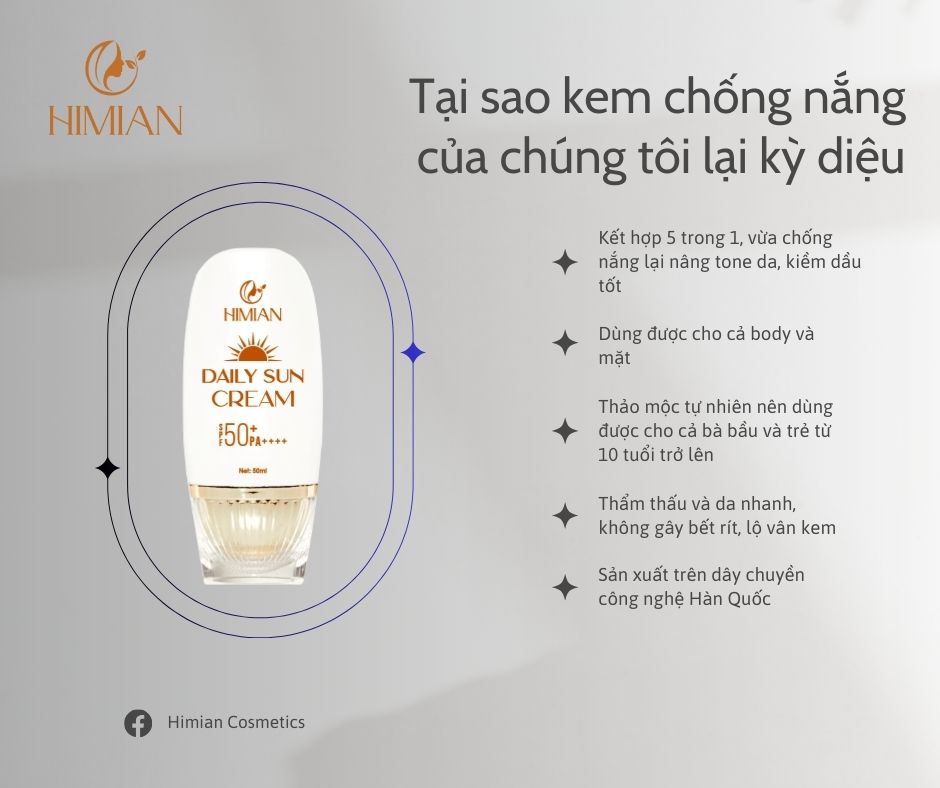 HIMIAN
Tại sao kem chống nắng
của chúng tôi lại kỳ diệu
Kết hợp 5 trong 1, vừa chống
nắng lại nâng tone da, kiềm dầu
tốt
Dùng được cho cả body và
mặt
Thảo mộc tự nhiên nên dùng
được cho cả bà bầu và trẻ từ
10 tuổi trở lên
Thẩm thấu và da nhanh,
không gây bết rít, lộ vân kem
Sản xuất trên dây chuyền
công nghệ Hàn Quốc
HIMIAN
DAILY SUN
CREAM
SPF 50+ PA++++
Net: 50ml
Himian Cosmetics